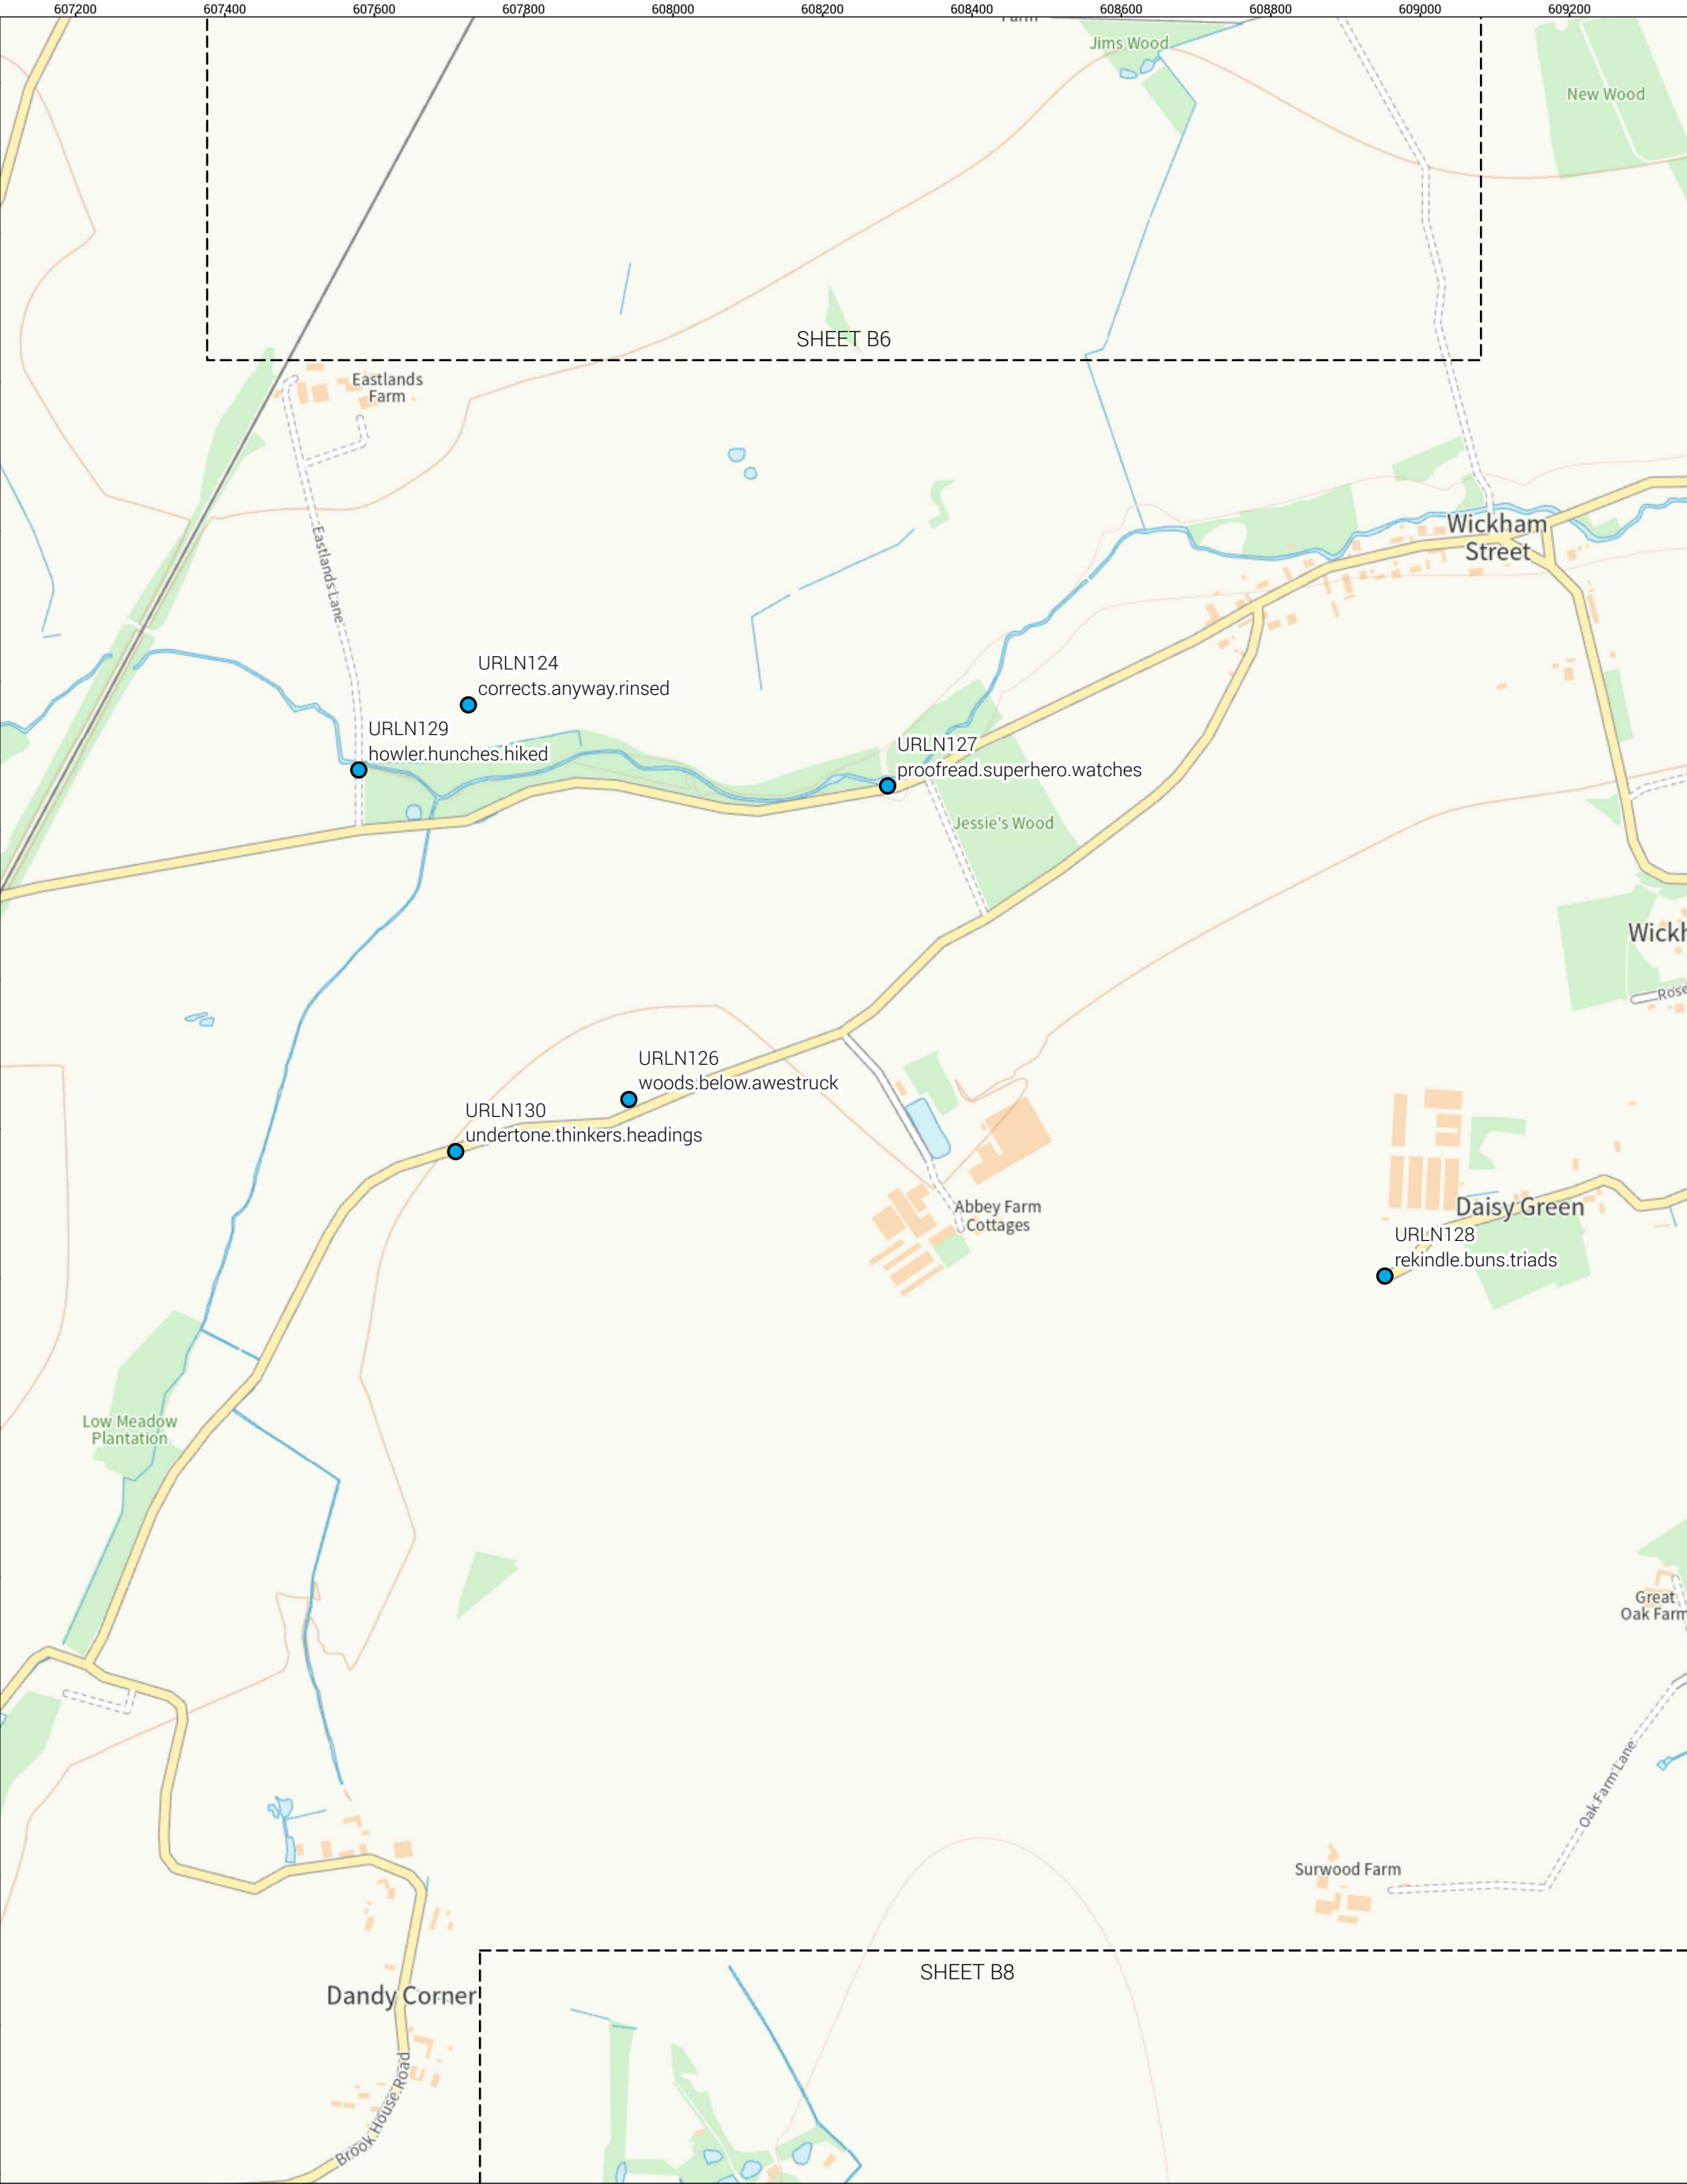 607200 607400 607600 607800 608000 608200 608400 608600 608800 609000 609200
Farm
Jims Wood
New Wood
SHEET B6
Eastlands
Farm
Eastlands Lane
Wickham
Street
URLN124
corrects.anyway.rinsed
URLN129
howler.hunches.hiked
URLN127
proofread.superhero.watches
Jessie's Wood
Wickh
Rose
URLN126
woods.below.awestruck
URLN130
undertone.thinkers.headings
Abbey Farm
Cottages
Daisy Green
URLN128
rekindle.buns.triads
Low Meadow
Plantation
Great
Oak Farm
Oak Farm Lane
Surwood Farm
SHEET B8
Dandy Corner
Brook House Road